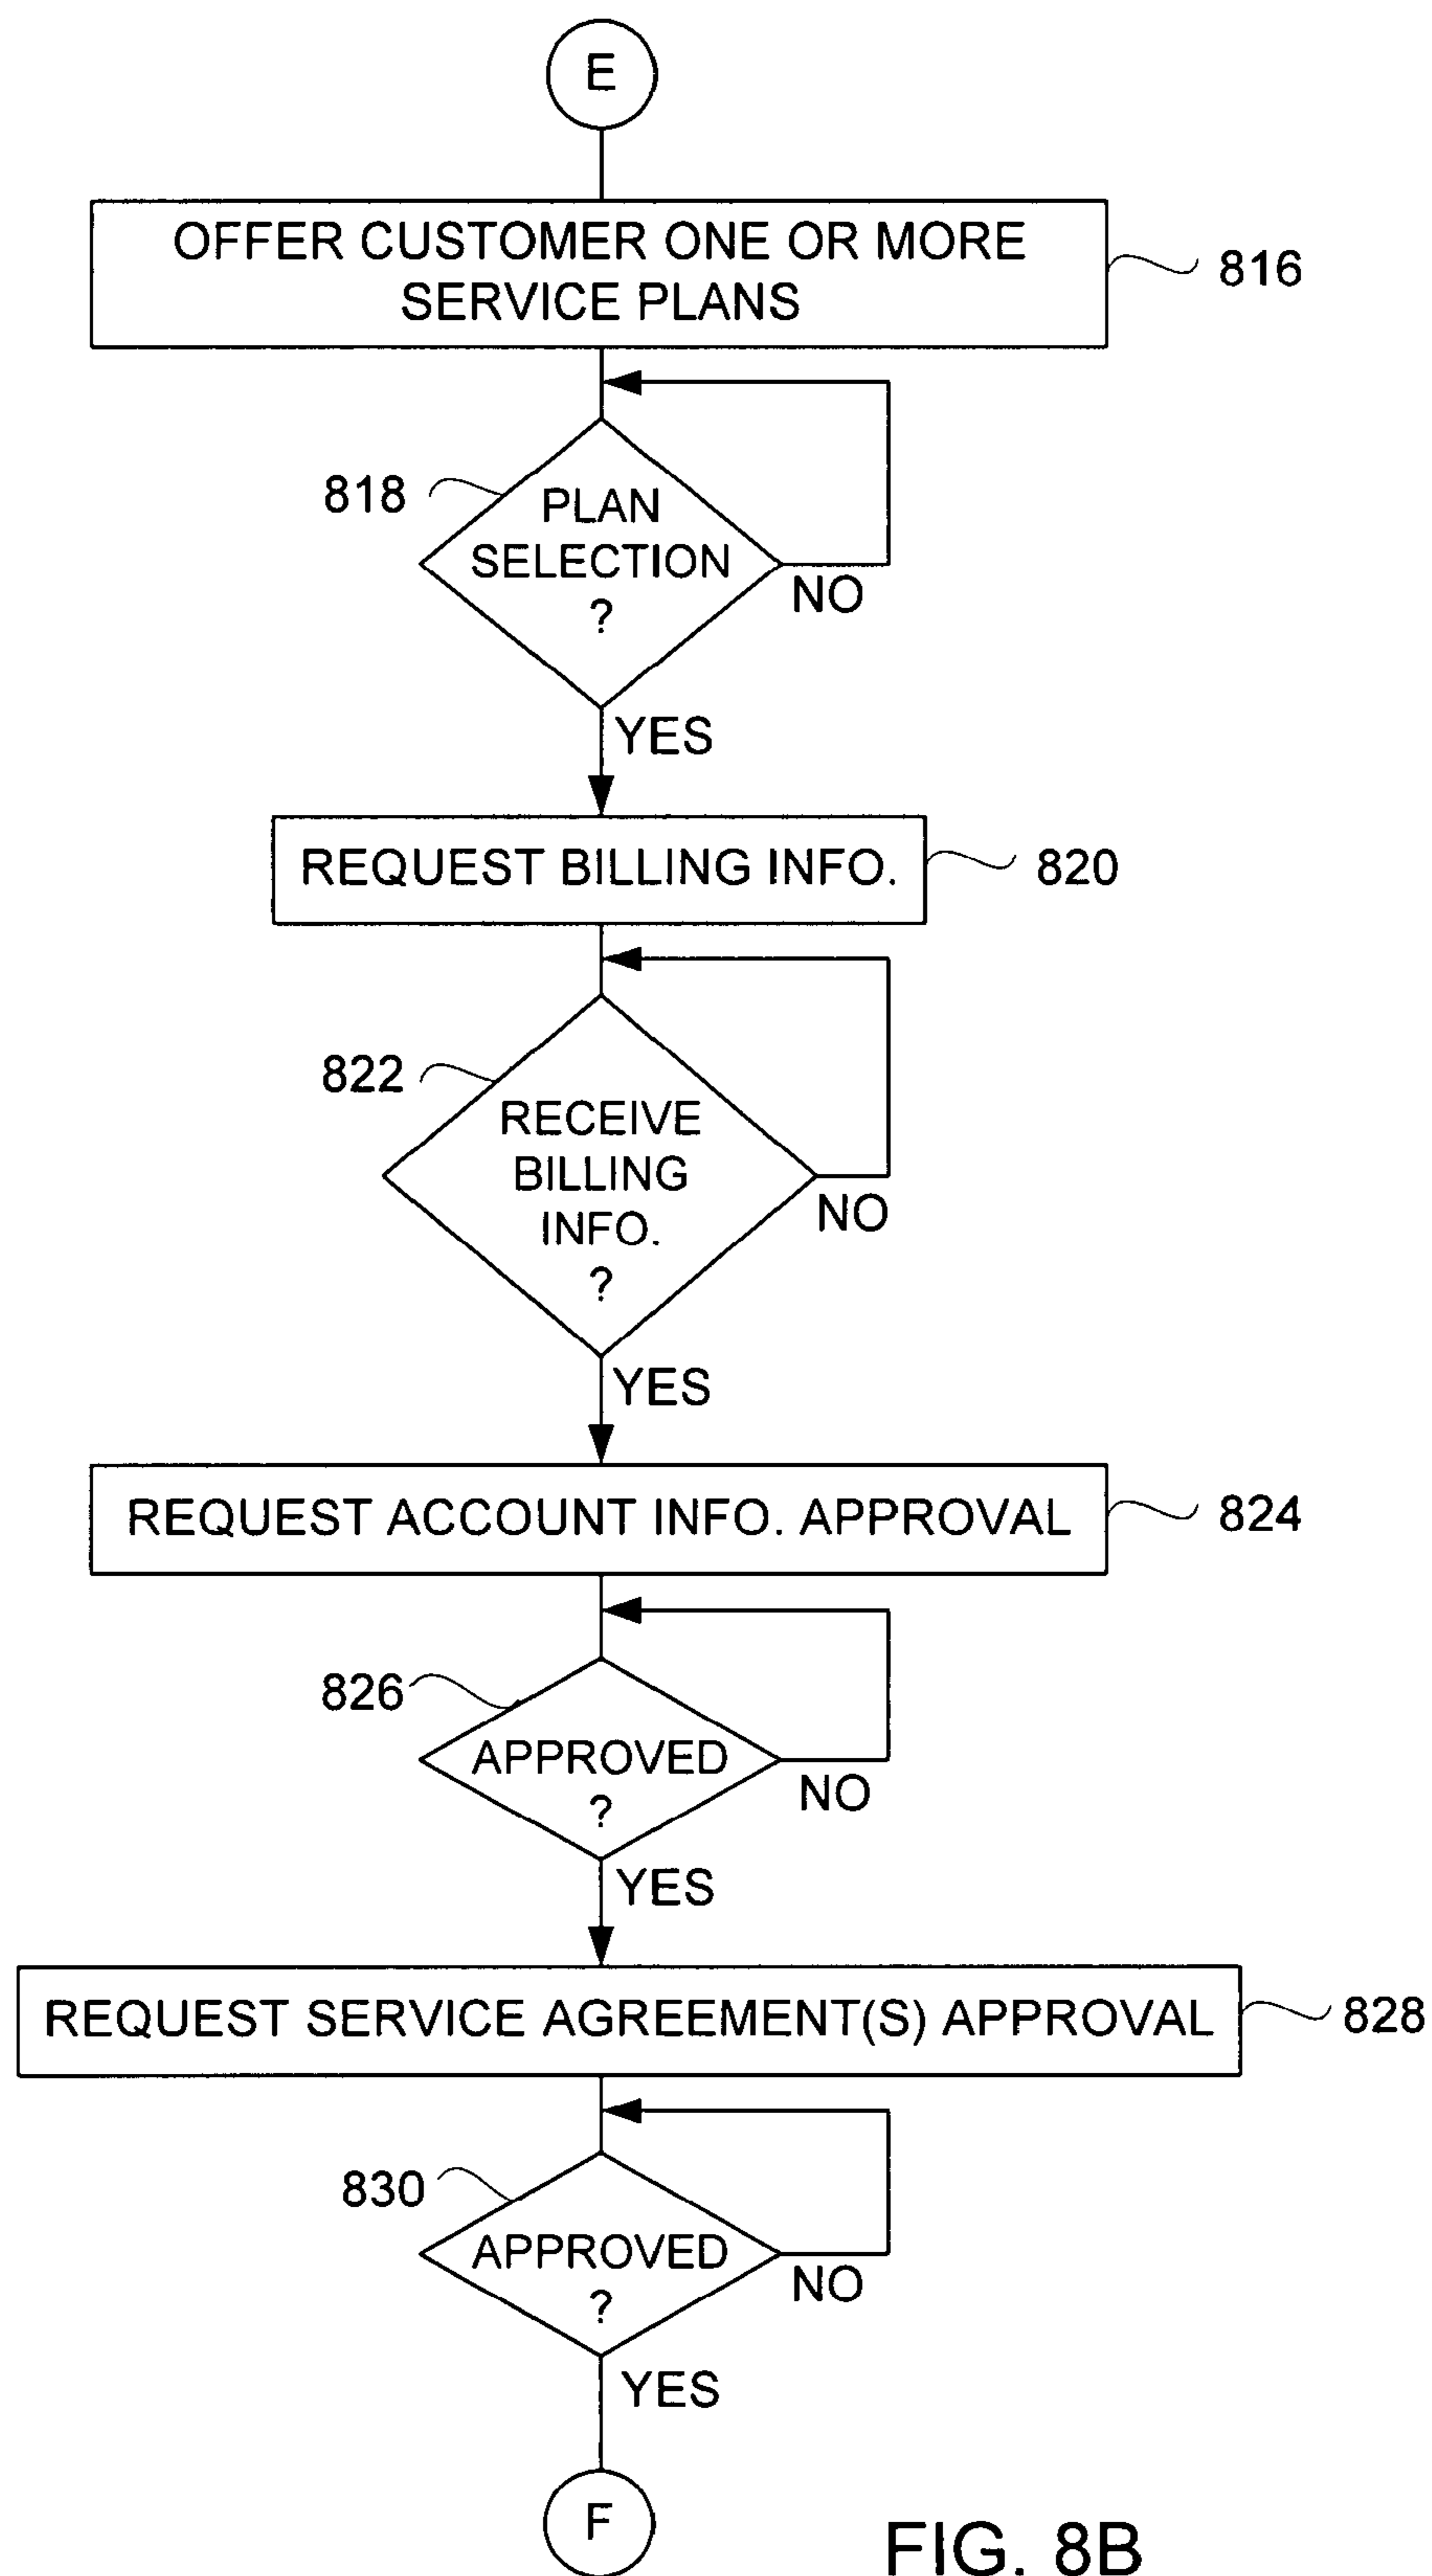 E
OFFER CUSTOMER ONE OR MORE
SERVICE PLANS
816
818
PLAN
SELECTION
?
NO
YES
REQUEST BILLING INFO.
820
822
RECEIVE
BILLING
INFO.
?
NO
YES
REQUEST ACCOUNT INFO. APPROVAL
824
826
APPROVED
?
NO
YES
REQUEST SERVICE AGREEMENT(S) APPROVAL
828
830
APPROVED
?
NO
YES
F
FIG. 8B